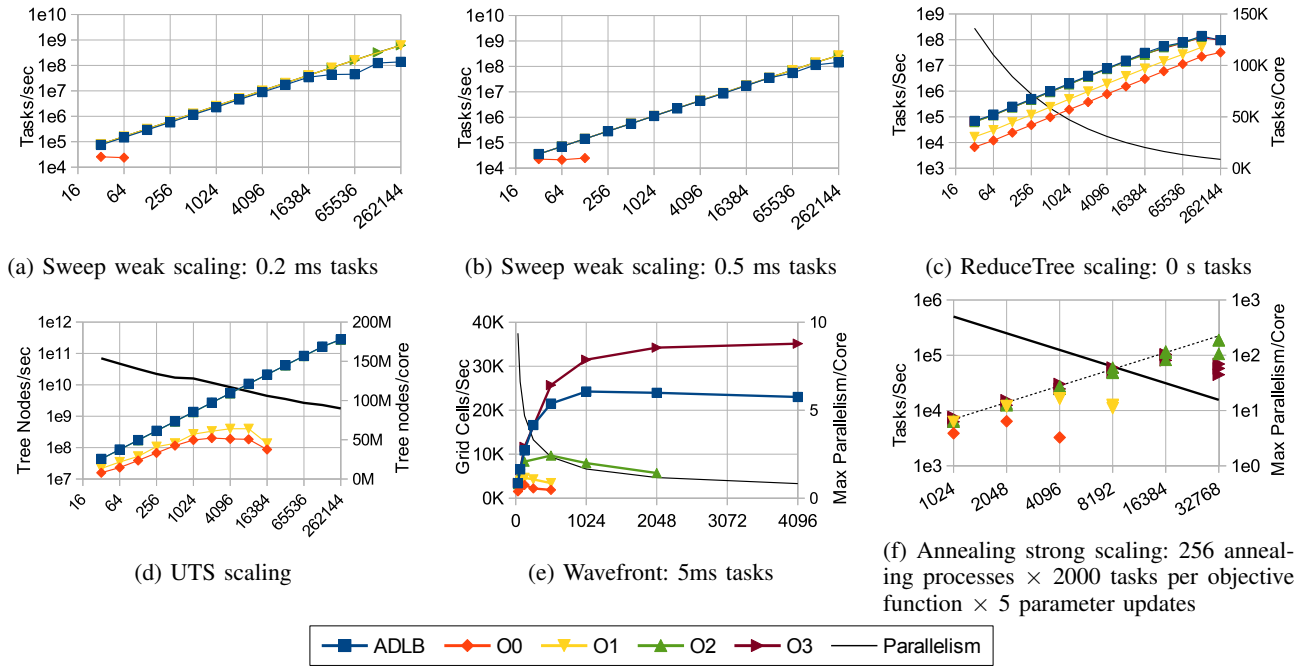 1e10
1e9
1e8
1e7
1e6
1e5
1e4
Tasks/sec
16
64
256
1024
4096
16384
65536
262144
(a) Sweep weak scaling: 0.2 ms tasks
1e10
1e9
1e8
1e7
1e6
1e5
1e4
Tasks/sec
16
64
256
1024
4096
16384
65536
262144
(b) Sweep weak scaling: 0.5 ms tasks
1e9
1e8
1e7
1e6
1e5
1e4
1e3
Tasks/Sec
150K
100K
50K
0K
Tasks/Core
16
64
256
1024
4096
16384
65536
262144
(c) ReduceTree scaling: 0 s tasks
1e12
1e11
1e10
1e9
1e8
1e7
Tree Nodes/sec
200M
150M
100M
50M
0M
Tree nodes/core
16
64
256
1024
4096
16384
65536
262144
(d) UTS scaling
40K
30K
20K
10K
0K
Grid Cells/Sec
10
5
0
Max Parallelism/Core
0
1024
2048
3072
4096
(e) Wavefront: 5ms tasks
1e6
1e5
1e4
1e3
Tasks/Sec
1e3
1e2
1e1
1e0
Max Parallelism/Core
1024
2048
4096
8192
16384
32768
(f) Annealing strong scaling: 256 anneal-
ing processes × 2000 tasks per objective
function × 5 parameter updates
ADLB O0 O1 O2 O3 Parallelism